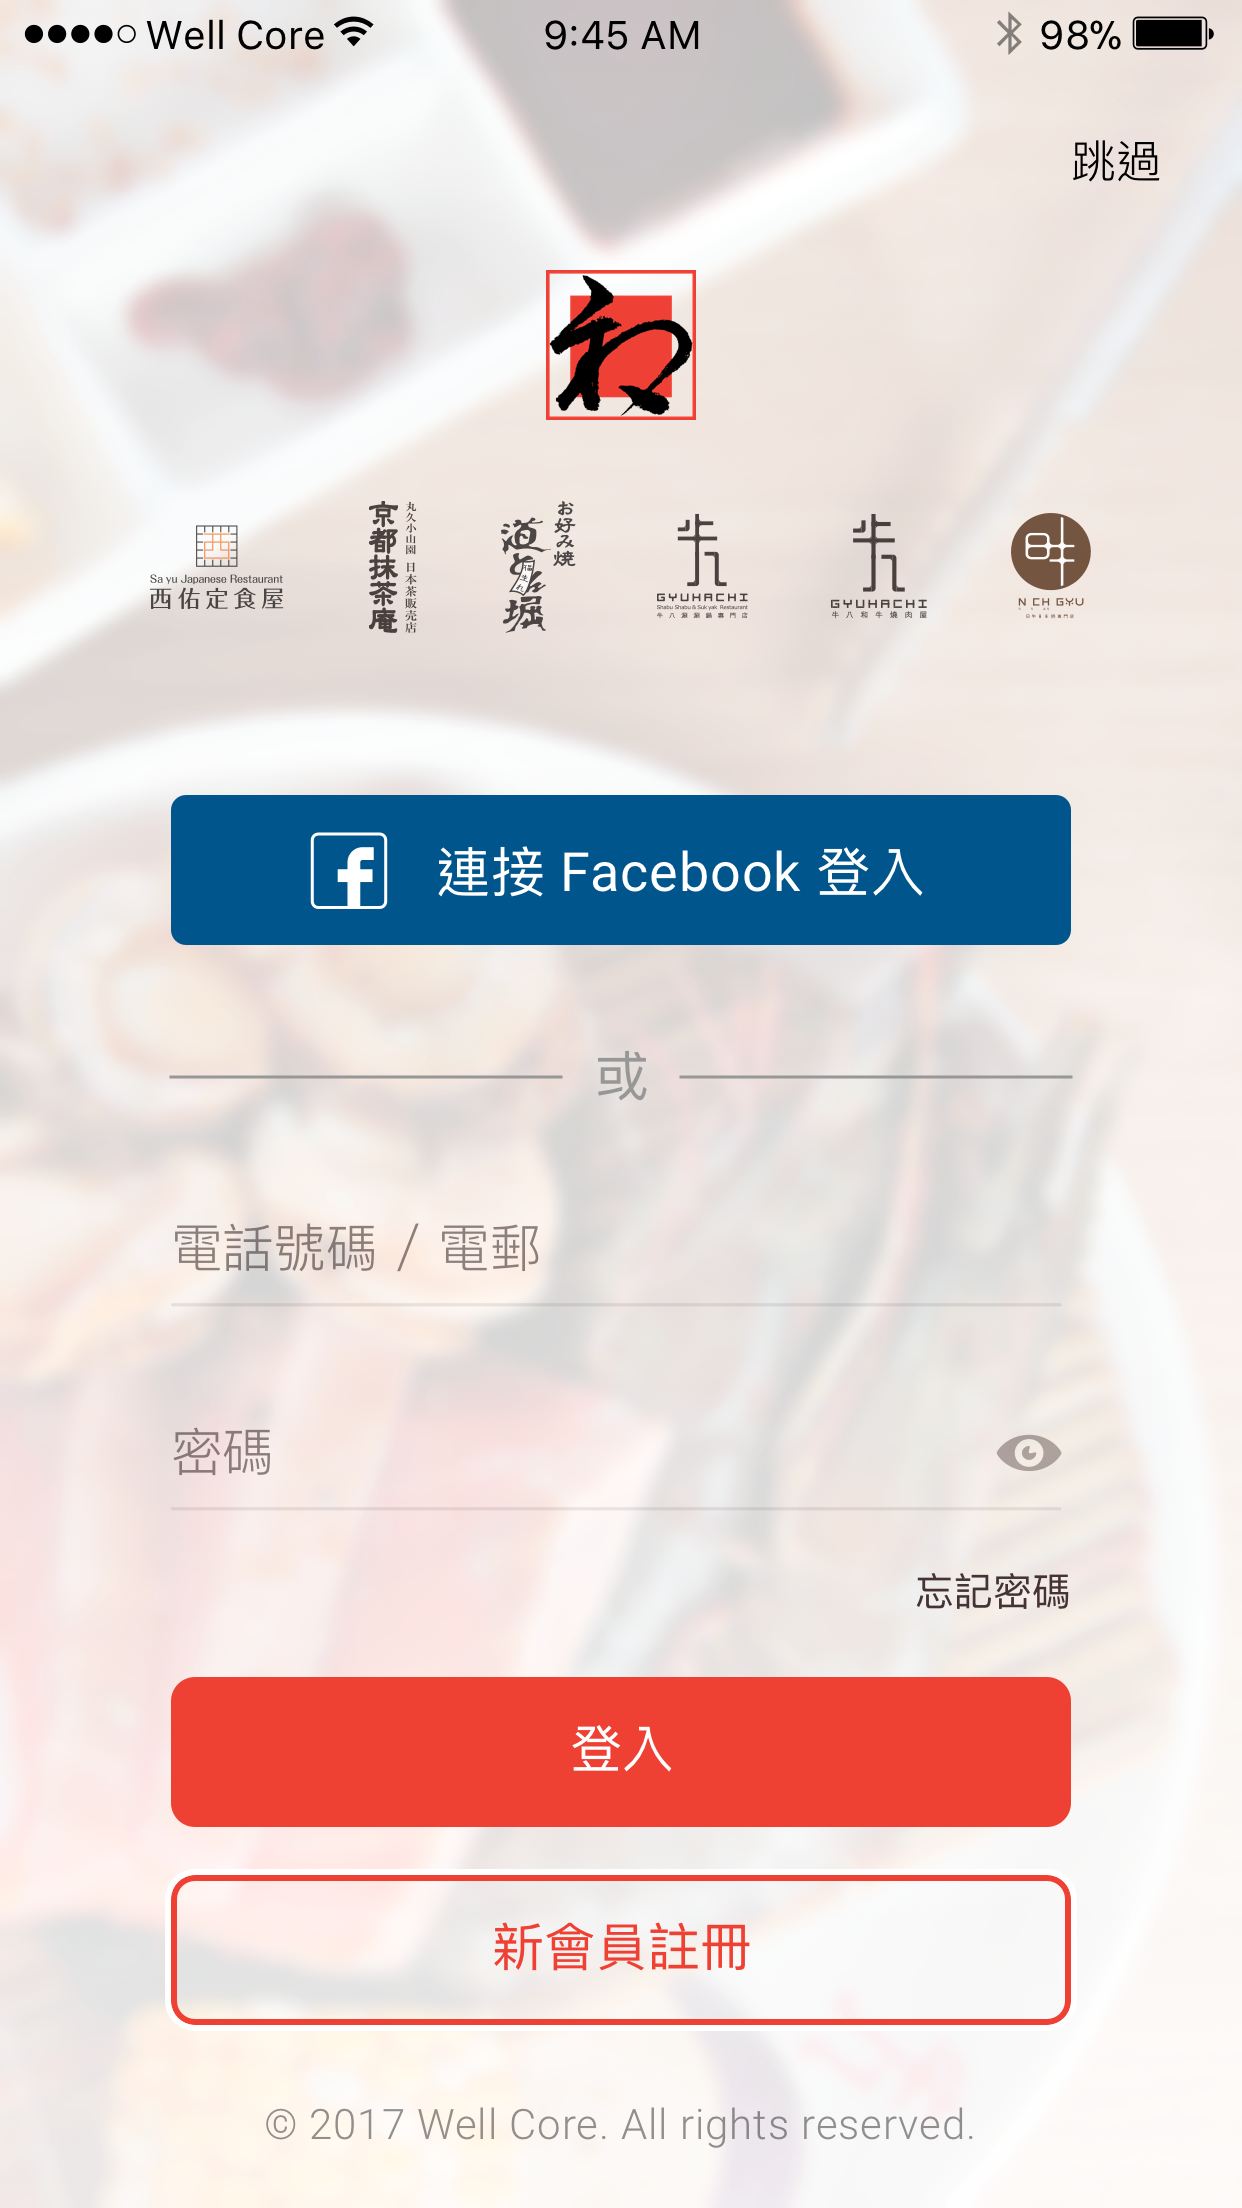 Well Core
9:45 AM
98%
跳過
和
Sa yu Japanese Restaurant
西佑定食屋
京都抹茶庵
丸久小山園 日本茶販売店
お好み焼
道とん堀
GYUHACHI
Shabu Shabu & Suk yak Restaurant
牛八涮涮鍋專門店
GYUHACHI
牛八和牛燒肉屋
N CH GYU
連接 Facebook 登入
或
電話號碼 / 電郵
密碼
忘記密碼
登入
新會員註冊
© 2017 Well Core. All rights reserved.